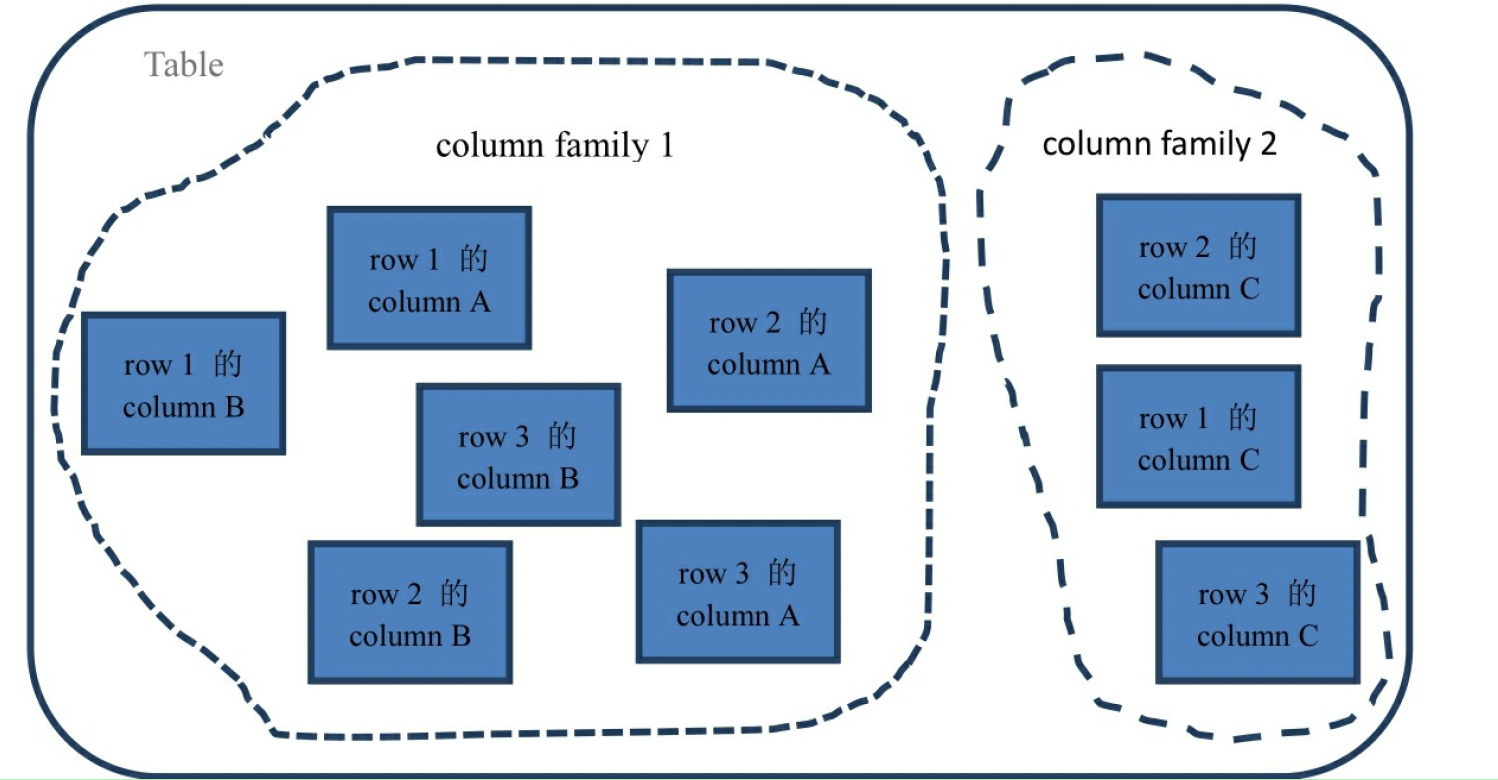 Table
column family 1
column family 2
row 1 的
column A
row 2 的
column A
row 1 的
column B
row 3 的
column B
row 2 的
column B
row 3 的
column A
row 2 的
column C
row 1 的
column C
row 3 的
column C